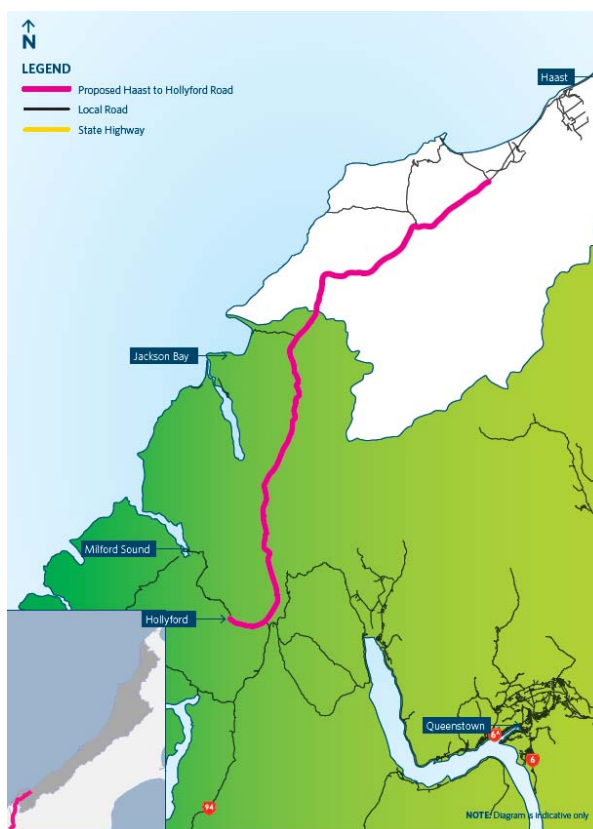 N
LEGEND
Proposed Haast to Hollyford Road
Local Road
State Highway
Haast
Jackson Bay
Milford Sound
Hollyford
Queenstown
6A
6
94
NOTE: Diagram is indicative only